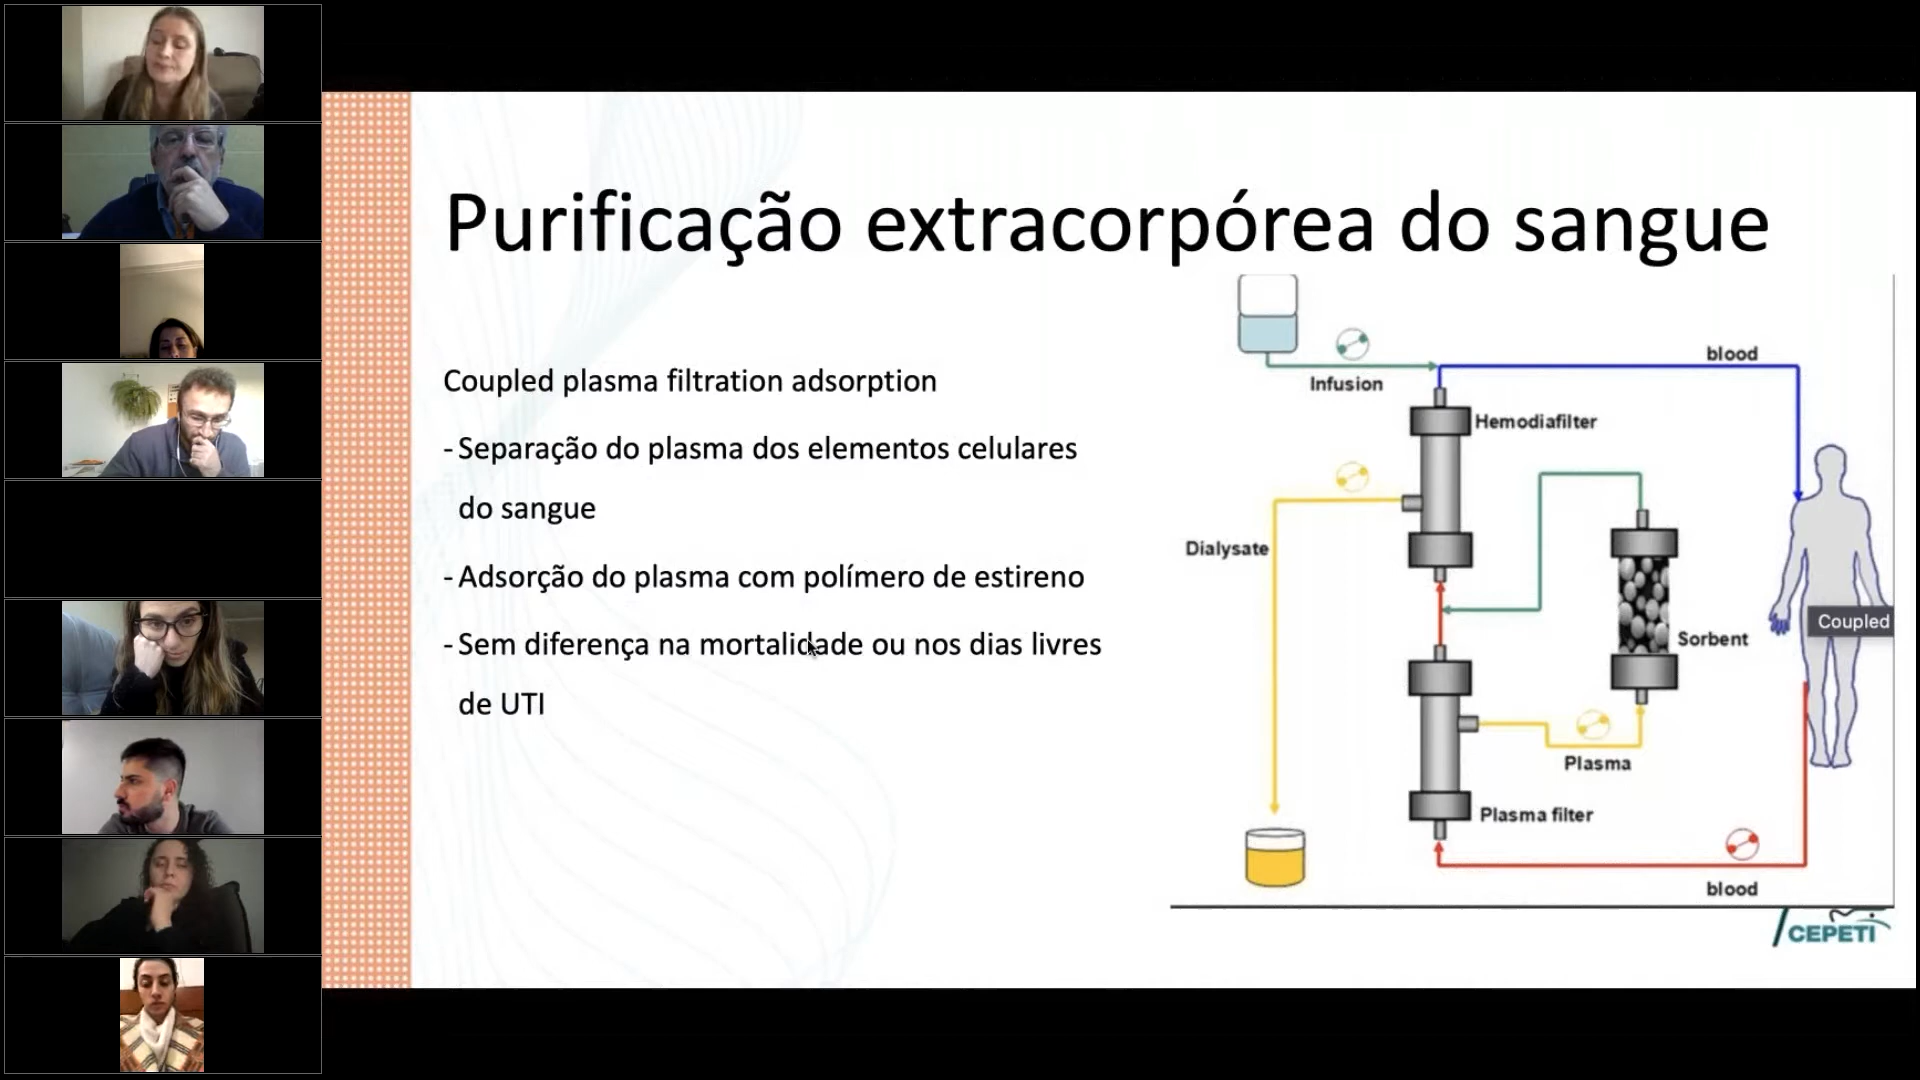 Purificação extracorpórea do sangue
Coupled plasma filtration adsorption
- Separação do plasma dos elementos celulares
do sangue
- Adsorção do plasma com polímero de estireno
- Sem diferença na mortalidade ou nos dias livres
de UTI
blood
Infusion
Hemodiafilter
Dialysate
Coupled
Sorbent
Plasma
Plasma filter
blood
CEPETI